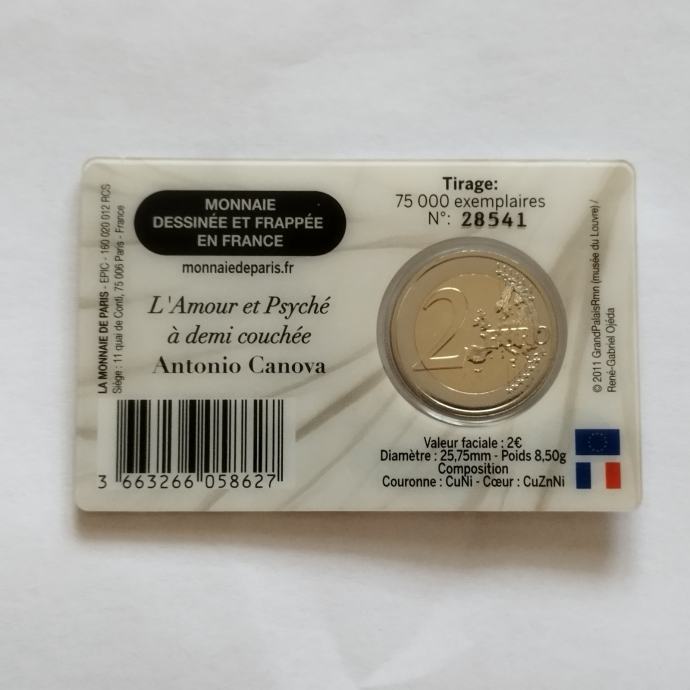 LA MONNAIE DE PARIS - EPIC - 160 020 012 RCS
Siège : 11 quai de Conti, 75 006 Paris - France
MONNAIE
DESSINÉE ET FRAPPÉE
EN FRANCE
monnaiedeparis.fr
L'Amour et Psyché
à demi couchée
Antonio Canova
3 663266 058627
Tirage:
75 000 exemplaires
N°: 28541
2 EURO
Valeur faciale : 2€
Diamètre : 25,75mm - Poids 8,50g
Composition
Couronne : CuNi - Cœur : CuZnNi
© 2011 GrandPalaisRmn (musée du Louvre) /
René-Gabriel Ojéda